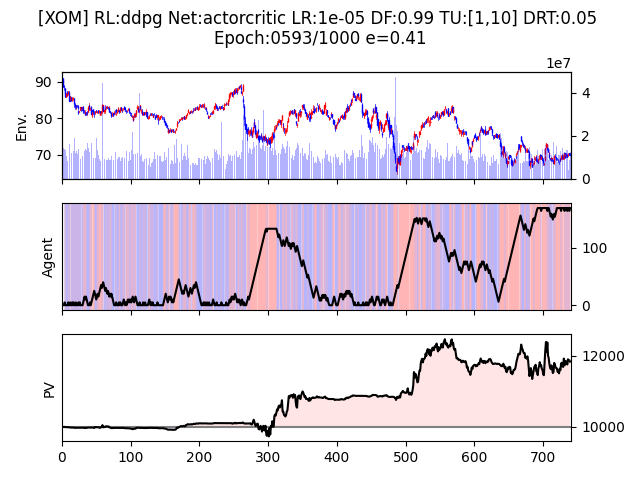 [XOM] RL:ddpg Net:actorcritic LR:1e-05 DF:0.99 TU:[1,10] DRT:0.05
Epoch:0593/1000 e=0.41
1e7
90
80
70
Env.
4
2
0
Agent
100
0
PV
12000
10000
0 100 200 300 400 500 600 700